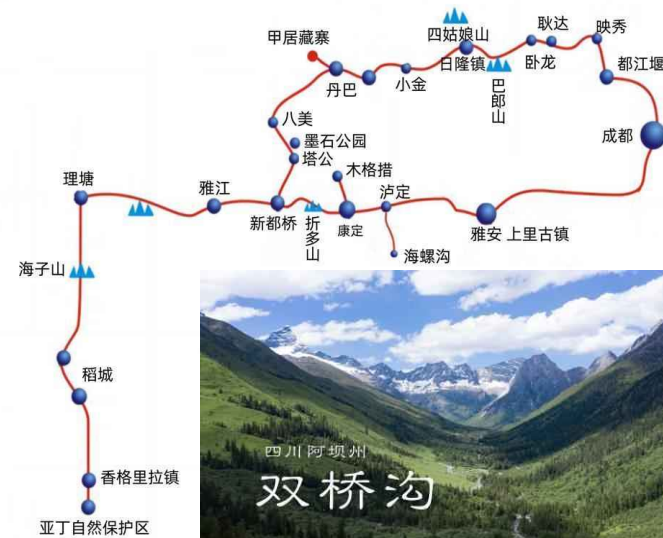 四姑娘山
耿达
映秀
甲居藏寨
日隆镇
卧龙
都江堰
丹巴
小金
巴郎山
八美
成都
墨石公园
塔公
木格措
理塘
雅江
泸定
新都桥
折多山
康定
雅安 上里古镇
海螺沟
海子山
稻城
香格里拉镇
亚丁自然保护区
四川阿坝州
双桥沟